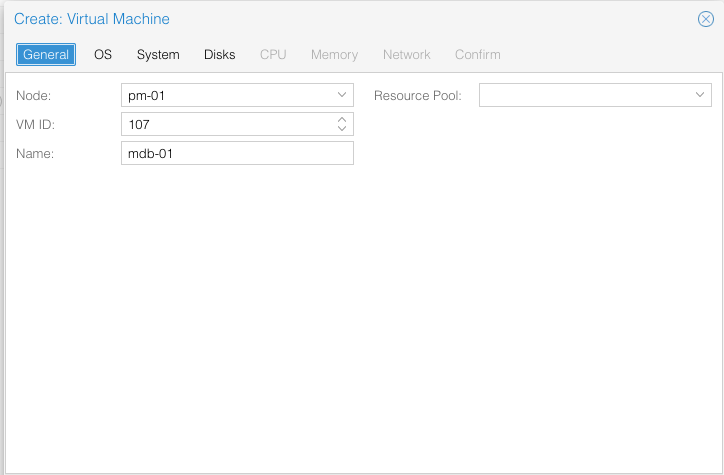 Create: Virtual Machine
General OS System Disks CPU Memory Network Confirm
Node: pm-01 Resource Pool:
VM ID: 107
Name: mdb-01